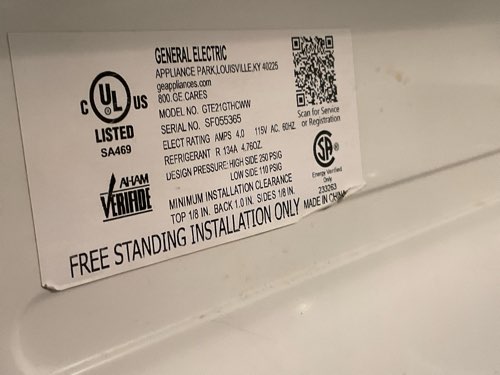 GENERAL ELECTRIC
APPLIANCE PARK,LOUISVILLE,KY 40225
geappliances.com
800. GE.CARES
MODEL NO. GTE21GTHCWW
SERIAL NO. SF055365
ELECT RATING AMPS 4.0 115V AC. 60HZ
REFRIGERANT R 134A 4.76OZ.
DESIGN PRESSURE: HIGH SIDE 250 PSIG
LOW SIDE 110 PSIG
MINIMUM INSTALLATION CLEARANCE
TOP 1/8 IN. BACK 1.0 IN. SIDES 1/8 IN.
FREE STANDING INSTALLATION ONLY
C UL US
LISTED
SA469
AHAM
VERIFIDE
Scan for Service
or Registration
SA ®
Energy Verified
Only
233263
MADE IN CHINA